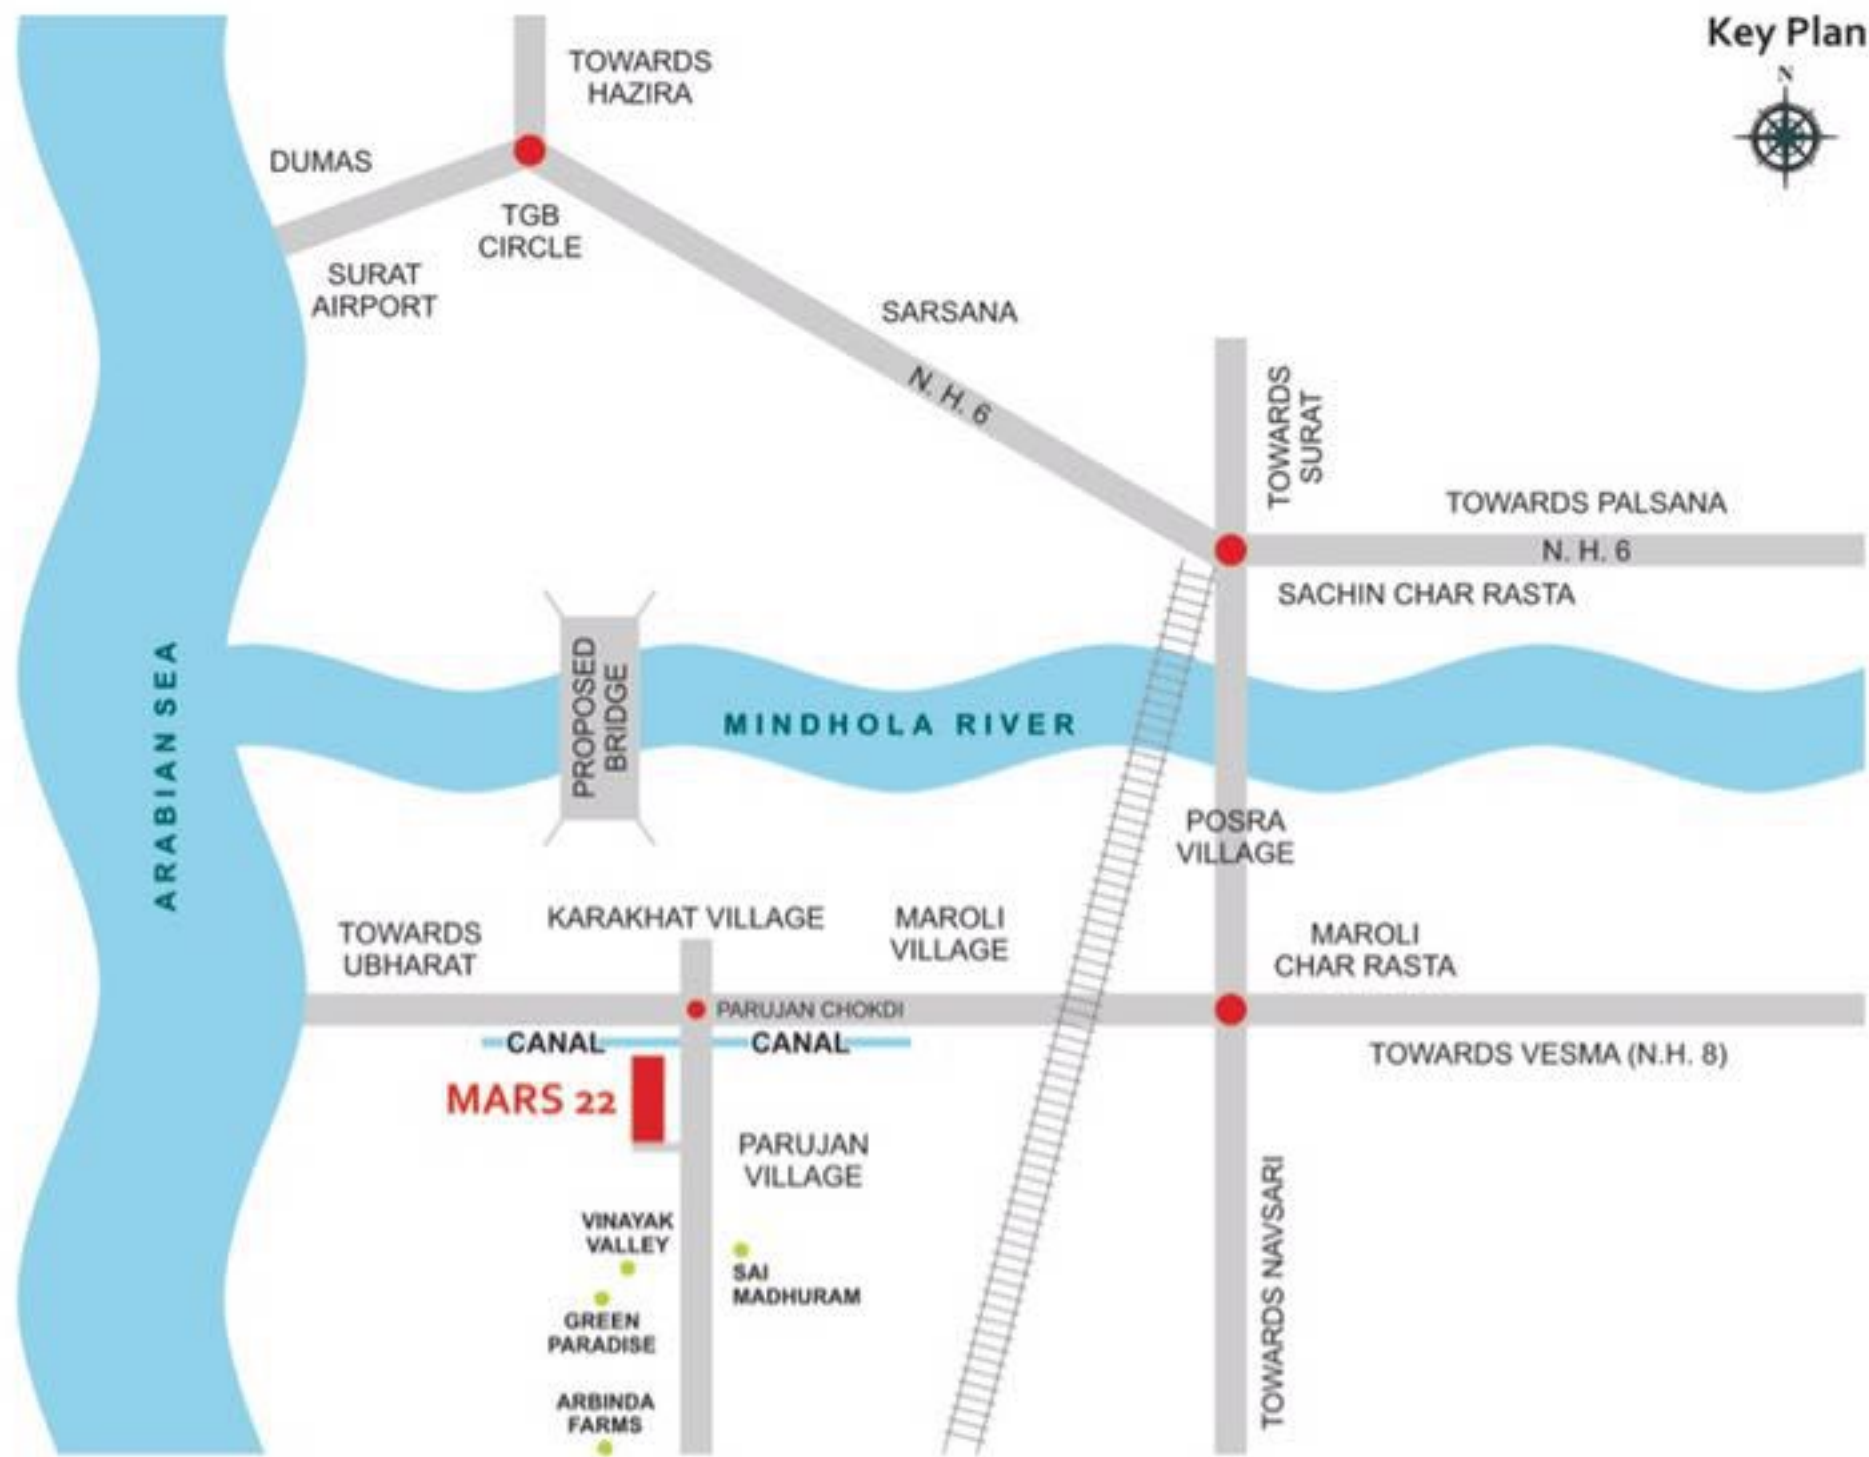 Key Plan
N
TOWARDS
HAZIRA
DUMAS
TGB
CIRCLE
SURAT
AIRPORT
SARSANA
N. H. 6
TOWARDS
SURAT
TOWARDS PALSANA
N. H. 6
SACHIN CHAR RASTA
PROPOSED
BRIDGE
ARABIAN SEA
MINDHOLA RIVER
POSRA
VILLAGE
KARAKHAT VILLAGE
MAROLI
VILLAGE
TOWARDS
UBHARAT
MAROLI
CHAR RASTA
PARUJAN CHOKDI
CANAL
CANAL
TOWARDS VESMA (N.H. 8)
MARS 22
PARUJAN
VILLAGE
VINAYAK
VALLEY
SAI
MADHURAM
GREEN
PARADISE
ARBINDA
FARMS
TOWARDS NAVSARI